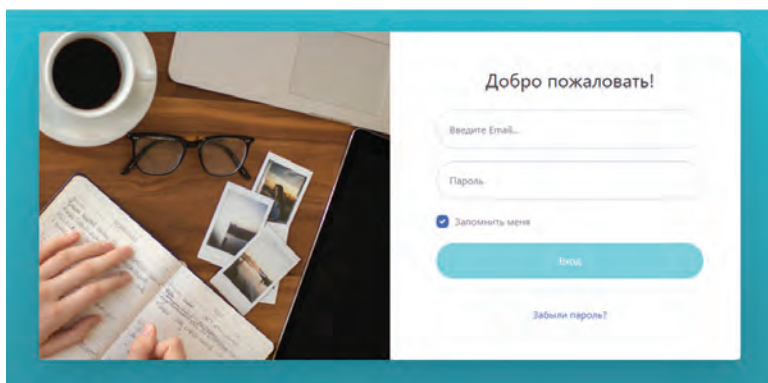 Добро пожаловать!
Введите Email...
Пароль
Запомнить меня
Вход
Забыли пароль?